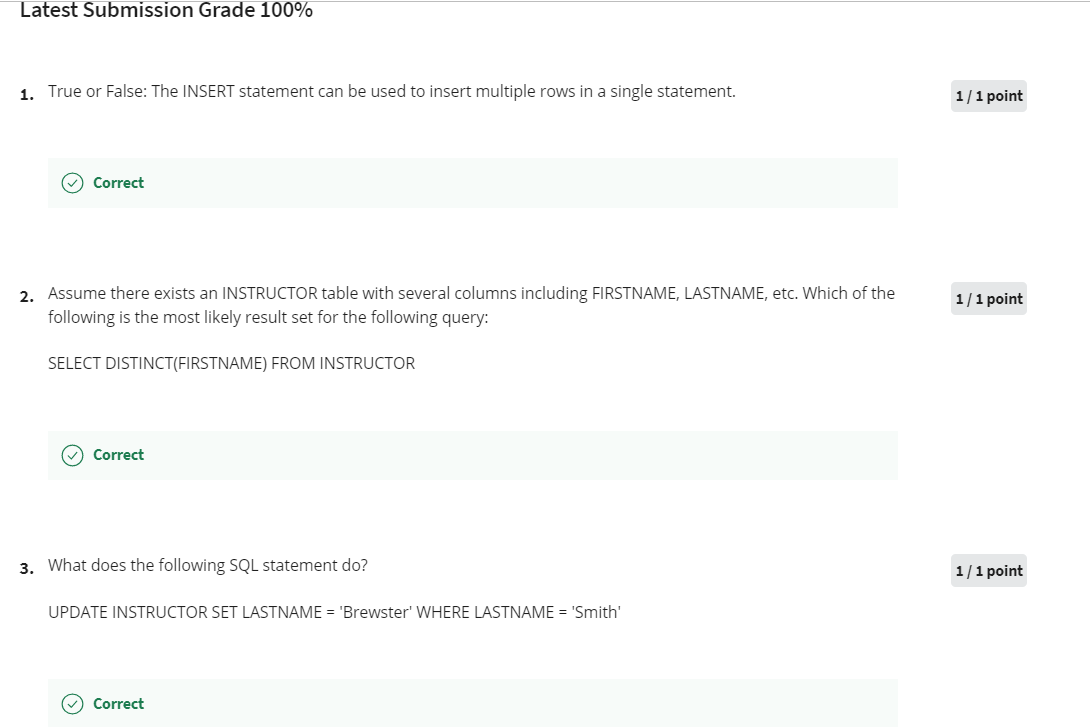 Latest Submission Grade 100%
1. True or False: The INSERT statement can be used to insert multiple rows in a single statement.
1 / 1 point
Correct
2. Assume there exists an INSTRUCTOR table with several columns including FIRSTNAME, LASTNAME, etc. Which of the
following is the most likely result set for the following query:
1 / 1 point
SELECT DISTINCT(FIRSTNAME) FROM INSTRUCTOR
Correct
3. What does the following SQL statement do?
1 / 1 point
UPDATE INSTRUCTOR SET LASTNAME = 'Brewster' WHERE LASTNAME = 'Smith'
Correct